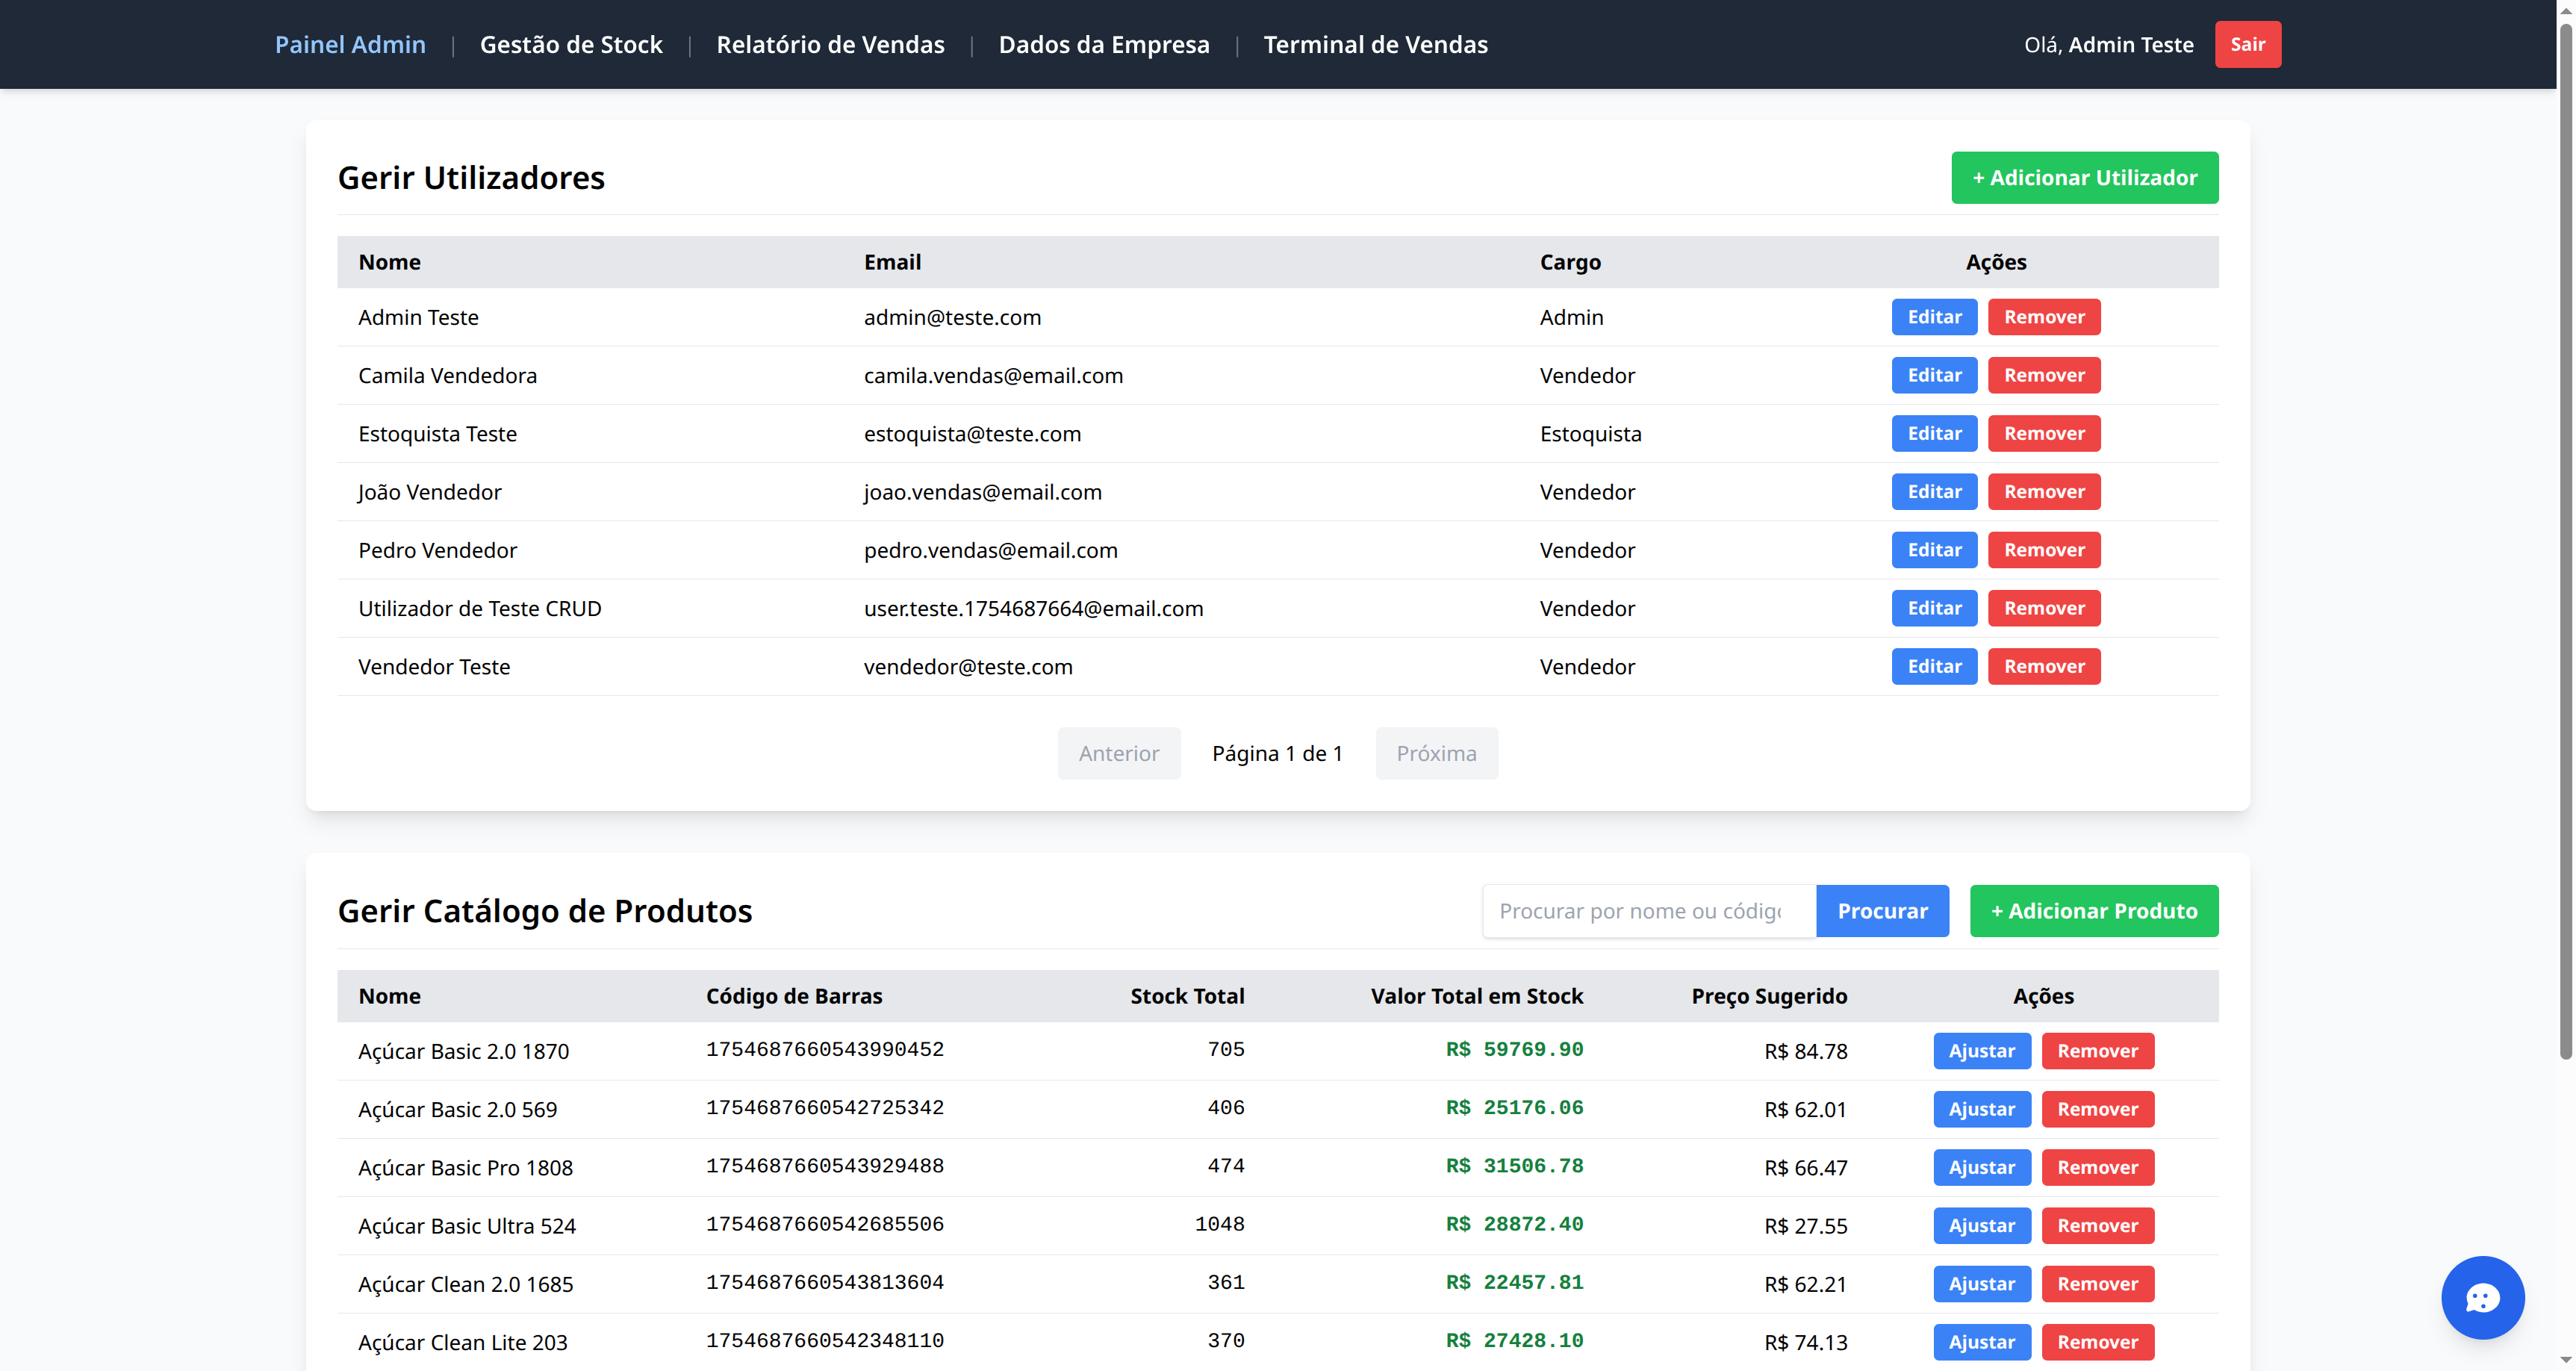 Painel Admin | Gestão de Stock | Relatório de Vendas | Dados da Empresa | Terminal de Vendas Olá, Admin Teste Sair
Gerir Utilizadores + Adicionar Utilizador
Nome Email Cargo Ações
Admin Teste admin@teste.com Admin Editar Remover
Camila Vendedora camila.vendas@email.com Vendedor Editar Remover
Estoquista Teste estoquista@teste.com Estoquista Editar Remover
João Vendedor joao.vendas@email.com Vendedor Editar Remover
Pedro Vendedor pedro.vendas@email.com Vendedor Editar Remover
Utilizador de Teste CRUD user.teste.1754687664@email.com Vendedor Editar Remover
Vendedor Teste vendedor@teste.com Vendedor Editar Remover
Anterior Página 1 de 1 Próxima
Gerir Catálogo de Produtos Procurar por nome ou códig Procurar + Adicionar Produto
Nome Código de Barras Stock Total Valor Total em Stock Preço Sugerido Ações
Açúcar Basic 2.0 1870 1754687660543990452 705 R$ 59769.90 R$ 84.78 Ajustar Remover
Açúcar Basic 2.0 569 1754687660542725342 406 R$ 25176.06 R$ 62.01 Ajustar Remover
Açúcar Basic Pro 1808 1754687660543929488 474 R$ 31506.78 R$ 66.47 Ajustar Remover
Açúcar Basic Ultra 524 1754687660542685506 1048 R$ 28872.40 R$ 27.55 Ajustar Remover
Açúcar Clean 2.0 1685 1754687660543813604 361 R$ 22457.81 R$ 62.21 Ajustar Remover
Açúcar Clean Lite 203 1754687660542348110 370 R$ 27428.10 R$ 74.13 Ajustar Remover